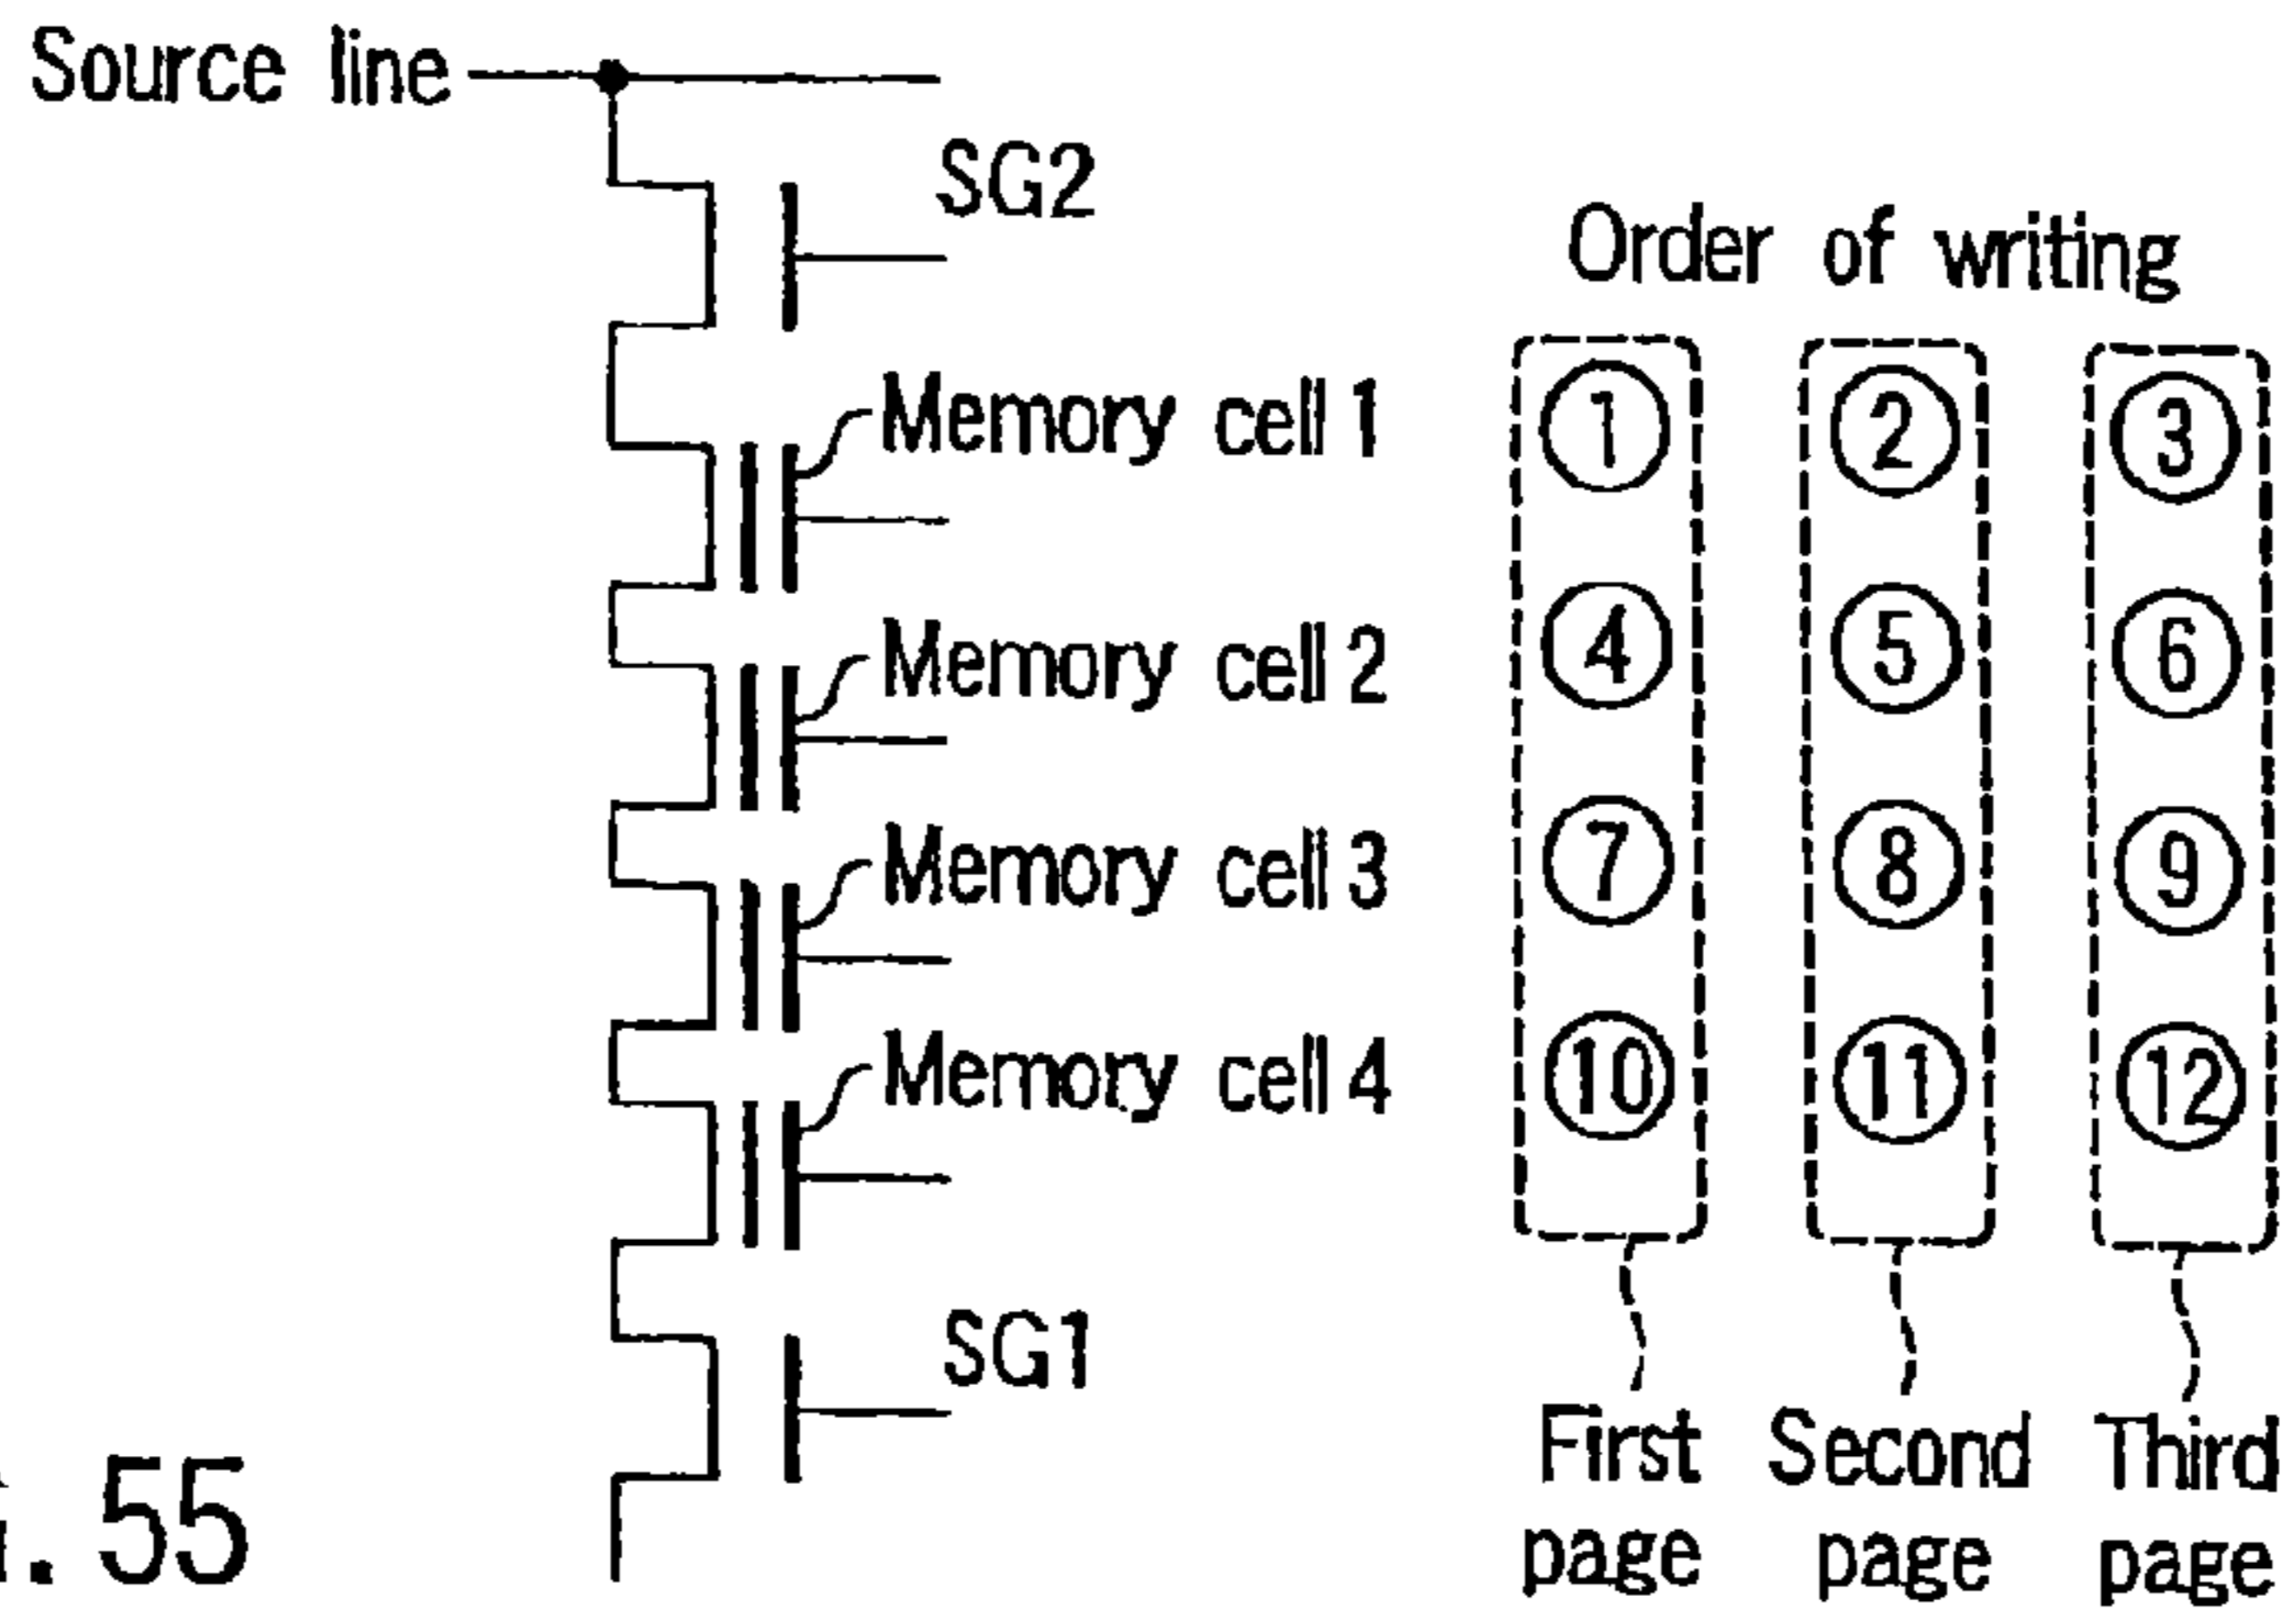 Source line
SG2
Order of writing
Memory cell 1
① ② ③
Memory cell 2
④ ⑤ ⑥
Memory cell 3
⑦ ⑧ ⑨
Memory cell 4
⑩ ⑪ ⑫
SG1
First page
Second page
Third page
. 55